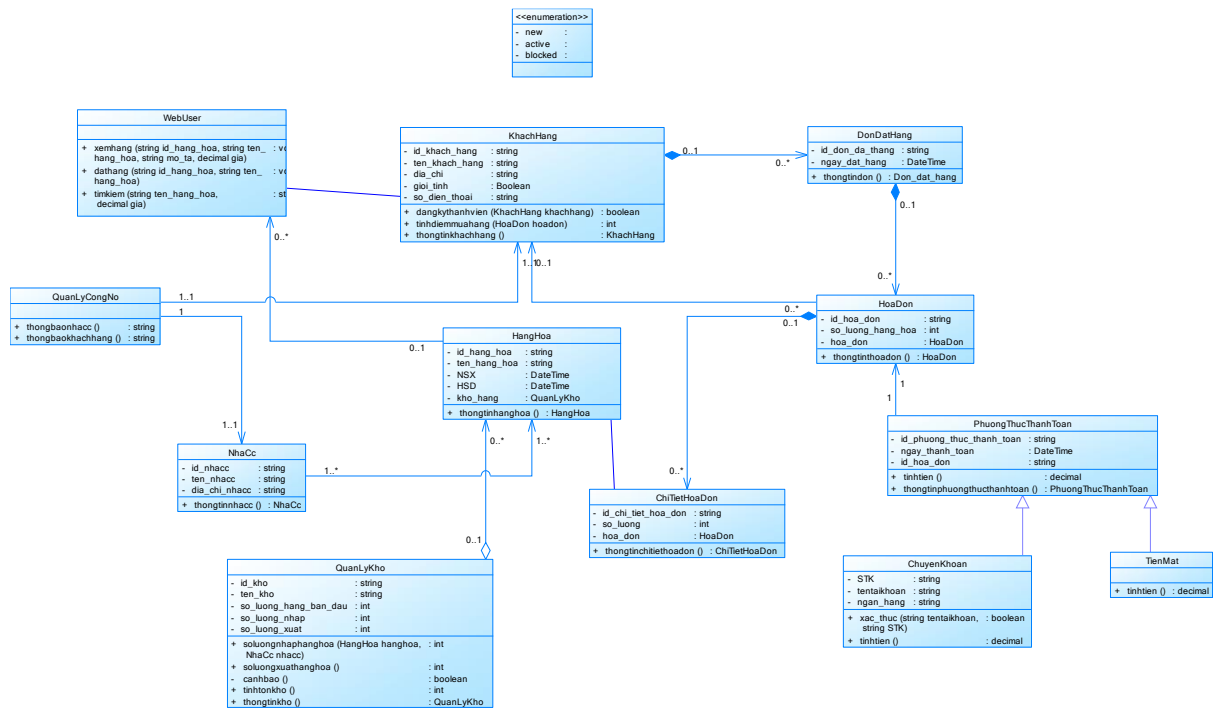 <<enumeration>>
- new :
- active :
- blocked :
WebUser
+ xemhang (string id_hang_hoa, string ten_ : vo
hang_hoa, string mo_ta, decimal gia)
+ dathang (string id_hang_hoa, string ten_ : vo
hang_hoa)
+ timkiem (string ten_hang_hoa, : st
decimal gia)
0..*
KhachHang
- id_khach_hang : string
- ten_khach_hang : string
- dia_chi : string
- gioi_tinh : Boolean
- so_dien_thoai : string
+ dangkythanhvien (KhachHang khachhang) : boolean
+ tinhdiemmuahang (HoaDon hoadon) : int
+ thongtinkhachhang () : KhachHang
0..1
0..*
1..1
0..1
DonDatHang
- id_don_da_thang : string
- ngay_dat_hang : DateTime
+ thongtindon () : Don_dat_hang
0..1
0..*
QuanLyCongNo
+ thongbaonhacc () : string
+ thongbaokhachhang () : string
1..1
1
HoaDon
- id_hoa_don : string
- so_luong_hang_hoa : int
- hoa_don : HoaDon
+ thongtinthoadon () : HoaDon
0..*
0..1
1
1
HangHoa
- id_hang_hoa : string
- ten_hang_hoa : string
- NSX : DateTime
- HSD : DateTime
- kho_hang : QuanLyKho
+ thongtinhanghoa () : HangHoa
0..1
0..*
1..*
1..1
NhaCc
- id_nhacc : string
- ten_nhacc : string
- dia_chi_nhacc : string
+ thongtinnhacc () : NhaCc
1..*
PhuongThucThanhToan
- id_phuong_thuc_thanh_toan : string
- ngay_thanh_toan : DateTime
- id_hoa_don : string
+ tinhtien () : decimal
+ thongtinphuongthucthanhtoan () : PhuongThucThanhToan
0..*
ChiTietHoaDon
- id_chi_tiet_hoa_don : string
- so_luong : int
- hoa_don : HoaDon
+ thongtinchitiethoadon () : ChiTietHoaDon
0..1
QuanLyKho
- id_kho : string
- ten_kho : string
- so_luong_hang_ban_dau : int
- so_luong_nhap : int
- so_luong_xuat : int
+ soluongnhaphanghoa (HangHoa hanghoa, : int
NhaCc nhacc)
+ soluongxuathanghoa () : int
- canhbao () : boolean
+ tinhtonkho () : int
+ thongtinkho () : QuanLyKho
ChuyenKhoan
- STK : string
- tentaikhoan : string
- ngan_hang : string
+ xac_thuc (string tentaikhoan, : boolean
string STK)
+ tinhtien () : decimal
TienMat
+ tinhtien () : decimal